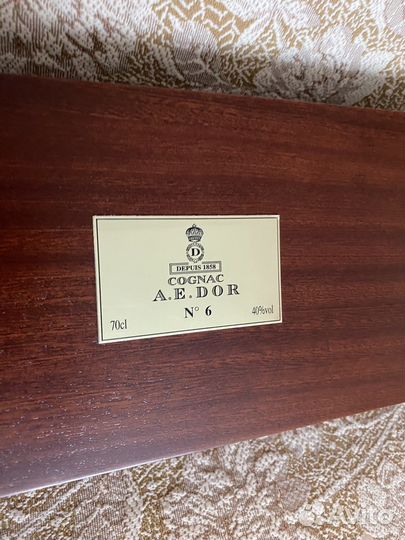 D
DEPUIS 1858
COGNAC
A.E.DOR
N° 6
70cl 40%vol
Avito